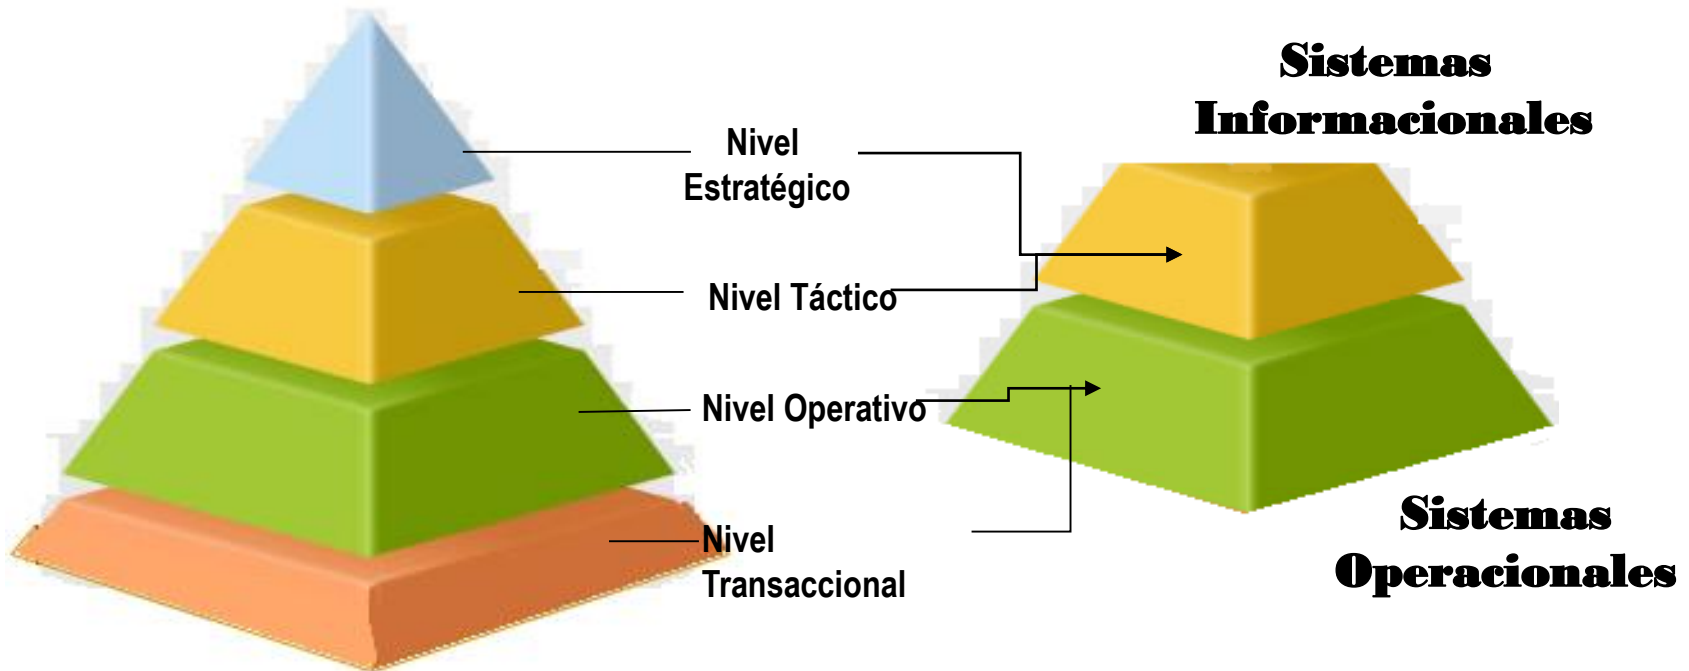 Sistemas
Informacionales
Nivel
Estratégico
Nivel Táctico
Nivel Operativo
Nivel
Transaccional
Sistemas
Operacionales